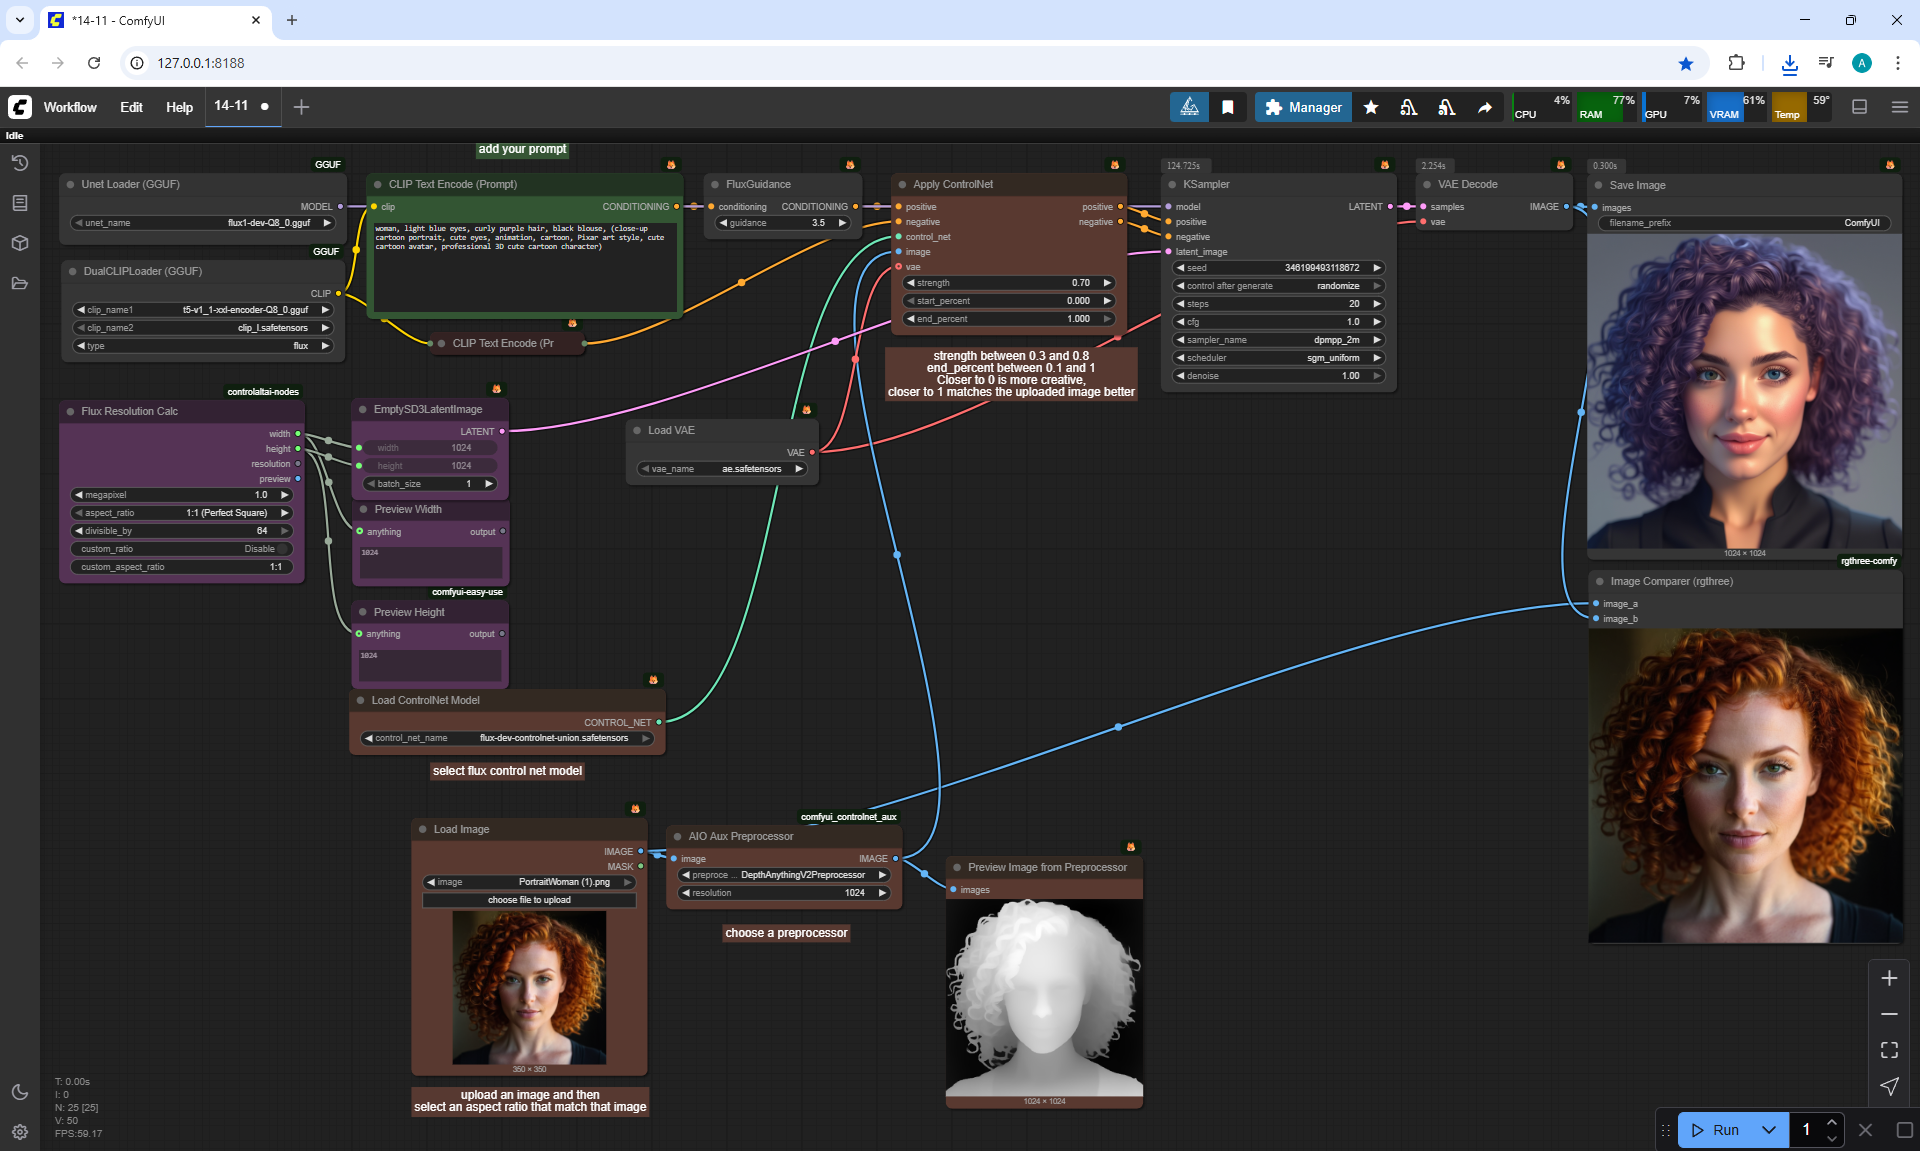 *14-11 - ComfyUI
127.0.0.1:8188
A
Workflow
Edit
Help
14-11
Manager
CPU
4%
RAM
77%
GPU
7%
VRAM
61%
Temp
59°
Idle
add your prompt
GGUF
Unet Loader (GGUF)
MODEL
unet_name
flux1-dev-Q8_0.gguf
GGUF
DualCLIPLoader (GGUF)
CLIP
clip_name1
t5-v1_1-xxl-encoder-Q8_0.gguf
clip_name2
clip_l.safetensors
type
flux
CLIP Text Encode (Prompt)
clip
CONDITIONING
woman, light blue eyes, curly purple hair, black blouse, (close-up
cartoon portrait, cute eyes, animation, cartoon, Pixar art style, cute
cartoon avatar, professional 3D cute cartoon character)
CLIP Text Encode (Pr
FluxGuidance
conditioning
CONDITIONING
guidance
3.5
Apply ControlNet
positive
positive
negative
negative
control_net
image
vae
strength
0.70
start_percent
0.000
end_percent
1.000
strength between 0.3 and 0.8
end_percent between 0.1 and 1
Closer to 0 is more creative,
closer to 1 matches the uploaded image better
124.725s
KSampler
model
LATENT
positive
negative
latent_image
seed
346199493118672
control after generate
randomize
steps
20
cfg
1.0
sampler_name
dpmpp_2m
scheduler
sgm_uniform
denoise
1.00
2.254s
VAE Decode
samples
IMAGE
vae
0.300s
Save Image
images
filename_prefix
ComfyUI
1024 × 1024
rgthree-comfy
Image Comparer (rgthree)
image_a
image_b
controlaltai-nodes
Flux Resolution Calc
width
height
resolution
preview
megapixel
1.0
aspect_ratio
1:1 (Perfect Square)
divisible_by
64
custom_ratio
Disable
custom_aspect_ratio
1:1
EmptySD3LatentImage
LATENT
width
1024
height
1024
batch_size
1
Preview Width
anything
output
1024
comfyui-easy-use
Preview Height
anything
output
1024
Load VAE
VAE
vae_name
ae.safetensors
Load ControlNet Model
CONTROL_NET
control_net_name
flux-dev-controlnet-union.safetensors
select flux control net model
Load Image
IMAGE
MASK
image
PortraitWoman (1).png
choose file to upload
350 × 350
upload an image and then
select an aspect ratio that match that image
comfyui_controlnet_aux
AIO Aux Preprocessor
image
IMAGE
preproce ...
DepthAnythingV2Preprocessor
resolution
1024
choose a preprocessor
Preview Image from Preprocessor
images
1024 × 1024
T: 0.00s
I: 0
N: 25 [25]
V: 50
FPS:59.17
Run
1